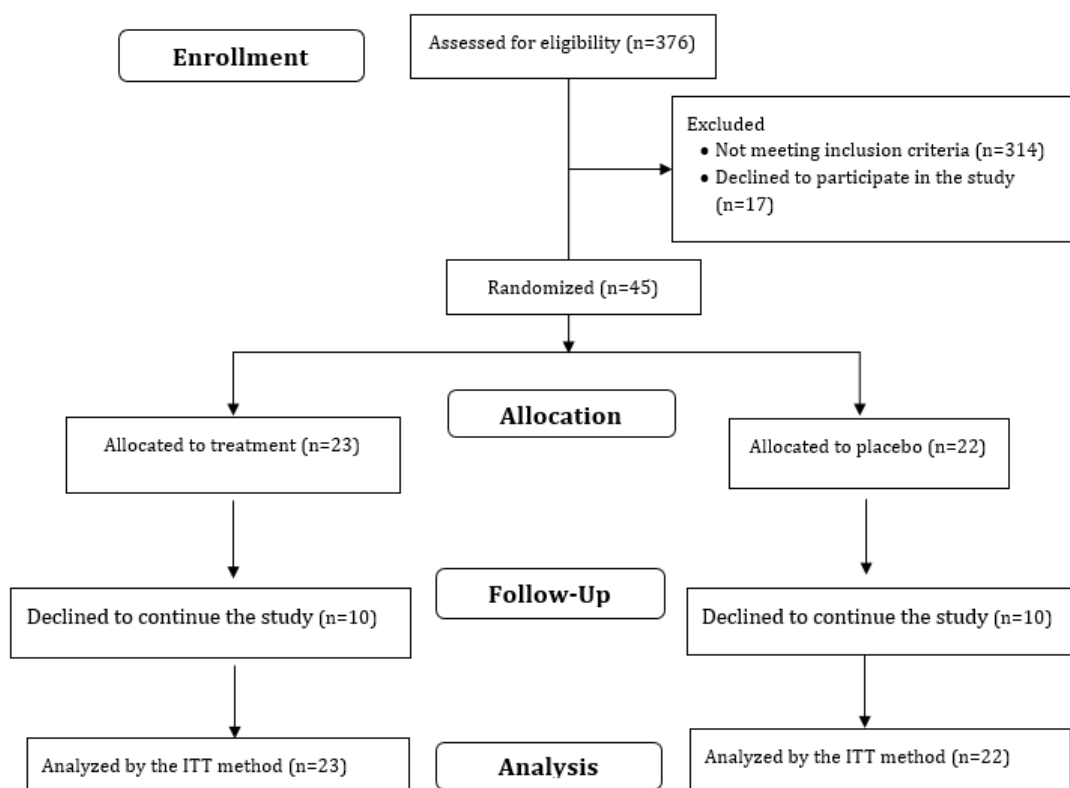 Enrollment
Assessed for eligibility (n=376)
Excluded
• Not meeting inclusion criteria (n=314)
• Declined to participate in the study
(n=17)
Randomized (n=45)
Allocation
Allocated to treatment (n=23)
Allocated to placebo (n=22)
Follow-Up
Declined to continue the study (n=10)
Declined to continue the study (n=10)
Analyzed by the ITT method (n=23)
Analysis
Analyzed by the ITT method (n=22)